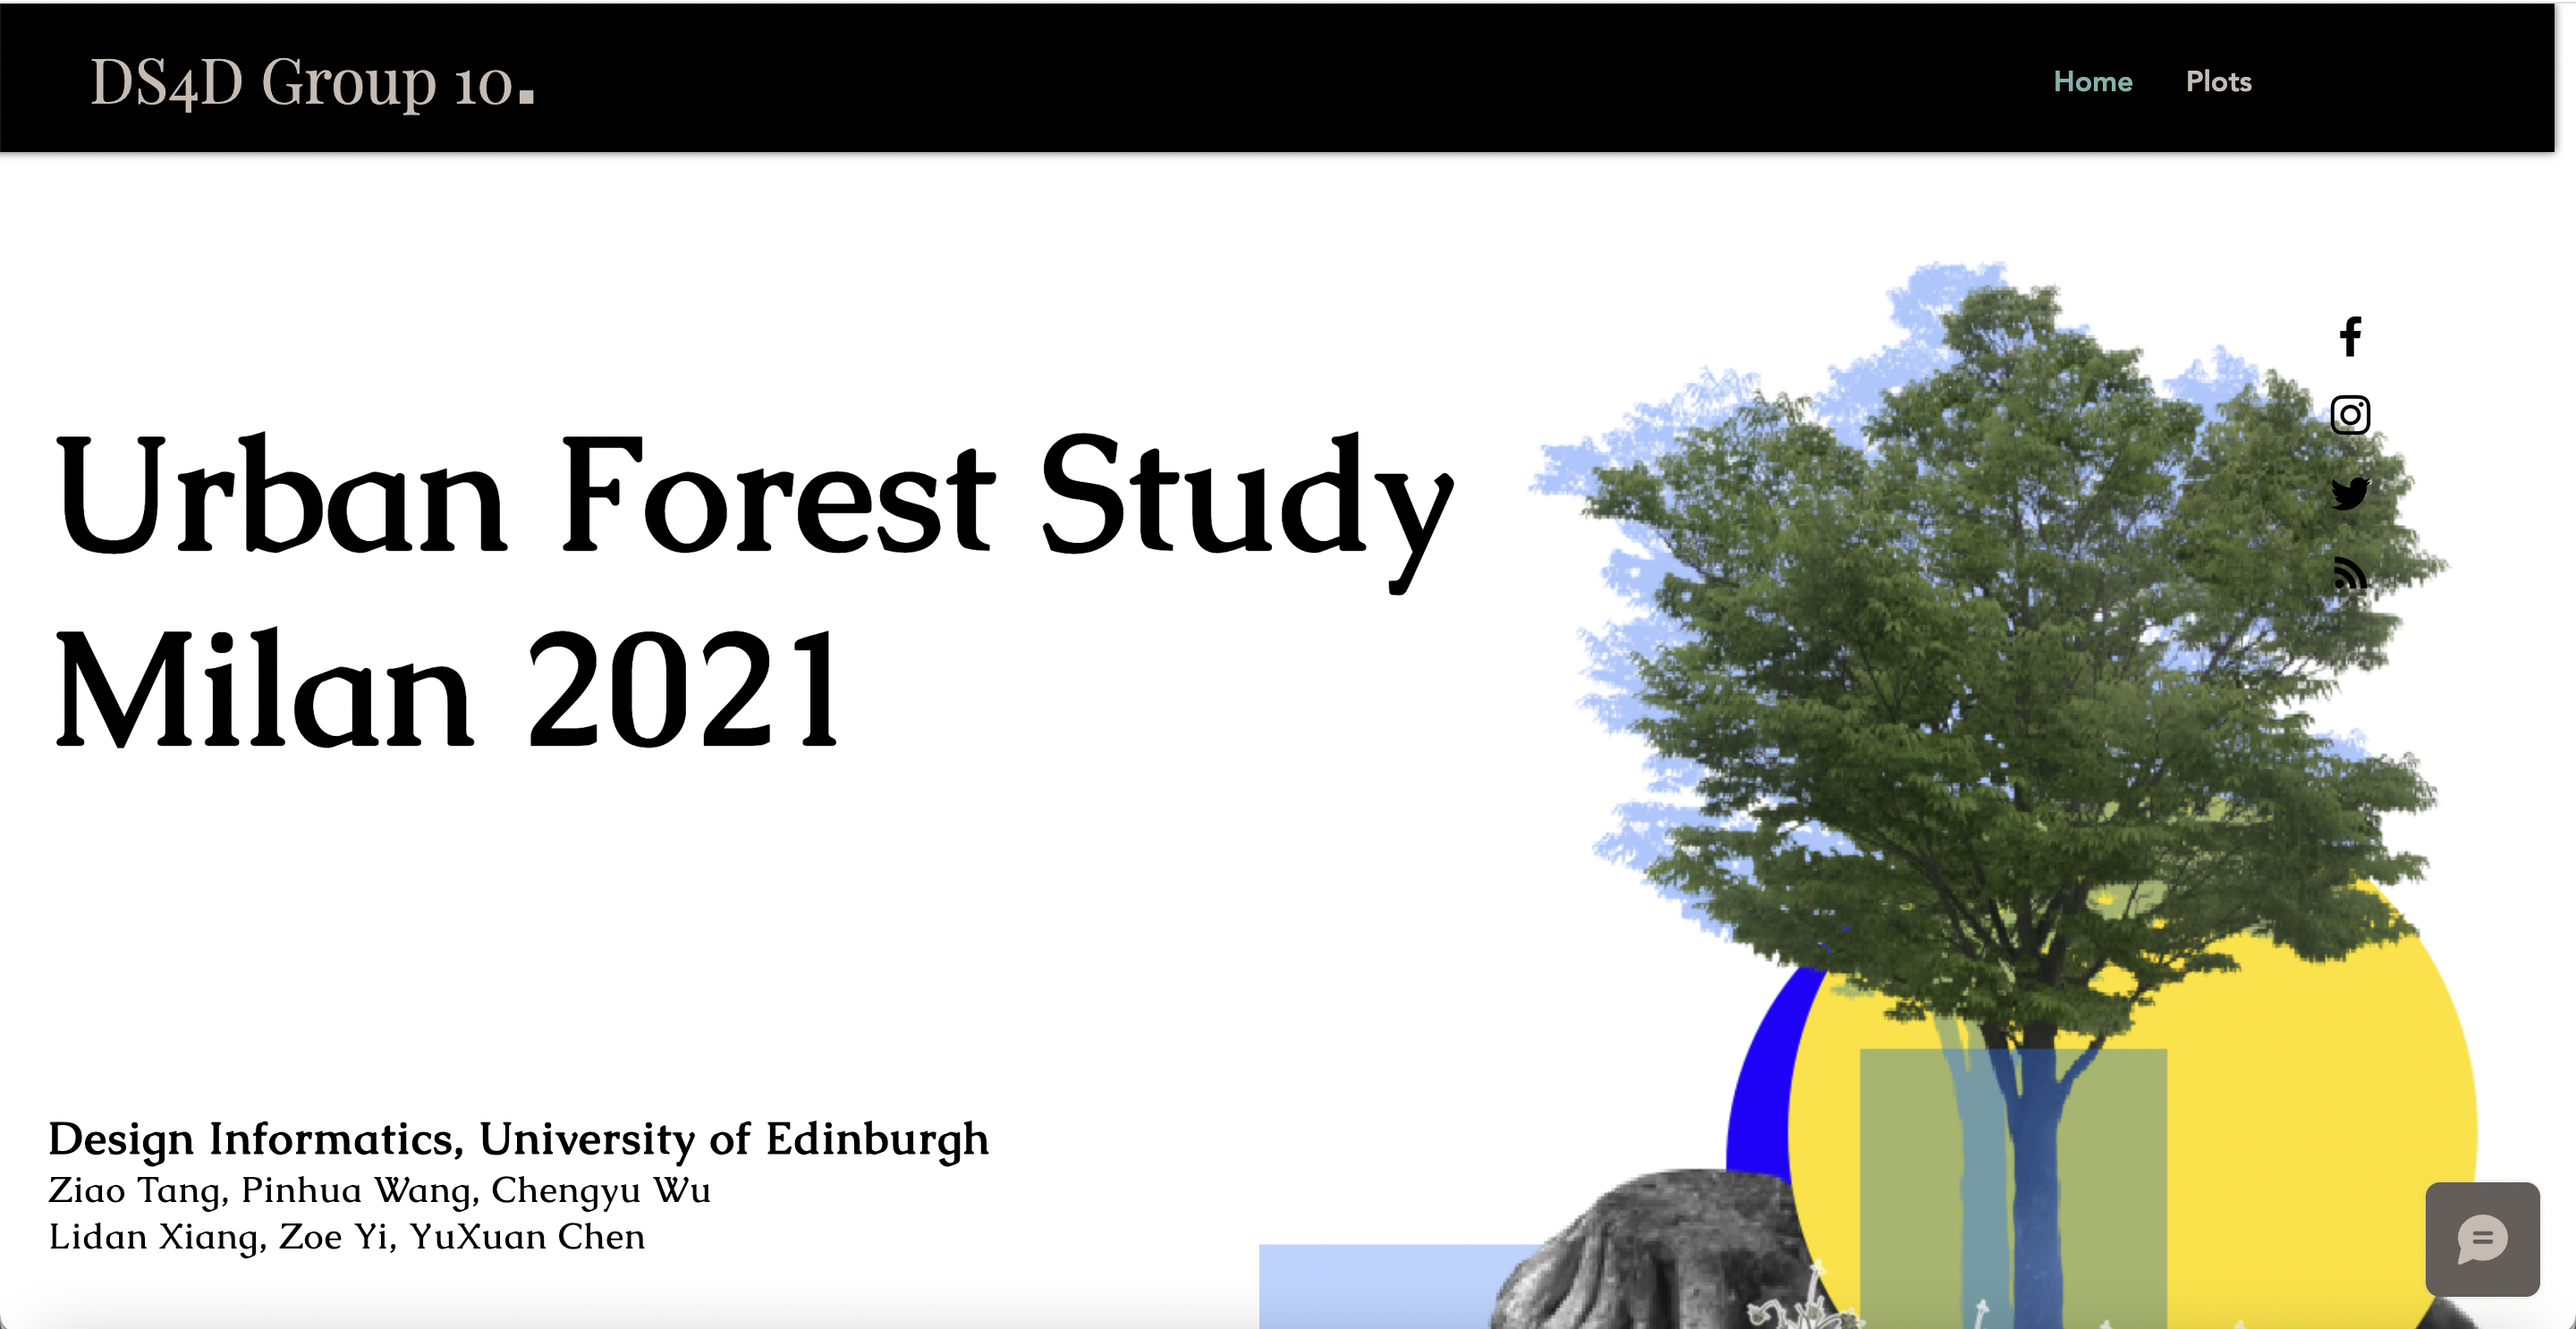 DS4D Group 10.
Home
Plots
Urban Forest Study
Milan 2021
Design Informatics, University of Edinburgh
Ziao Tang, Pinhua Wang, Chengyu Wu
Lidan Xiang, Zoe Yi, YuXuan Chen